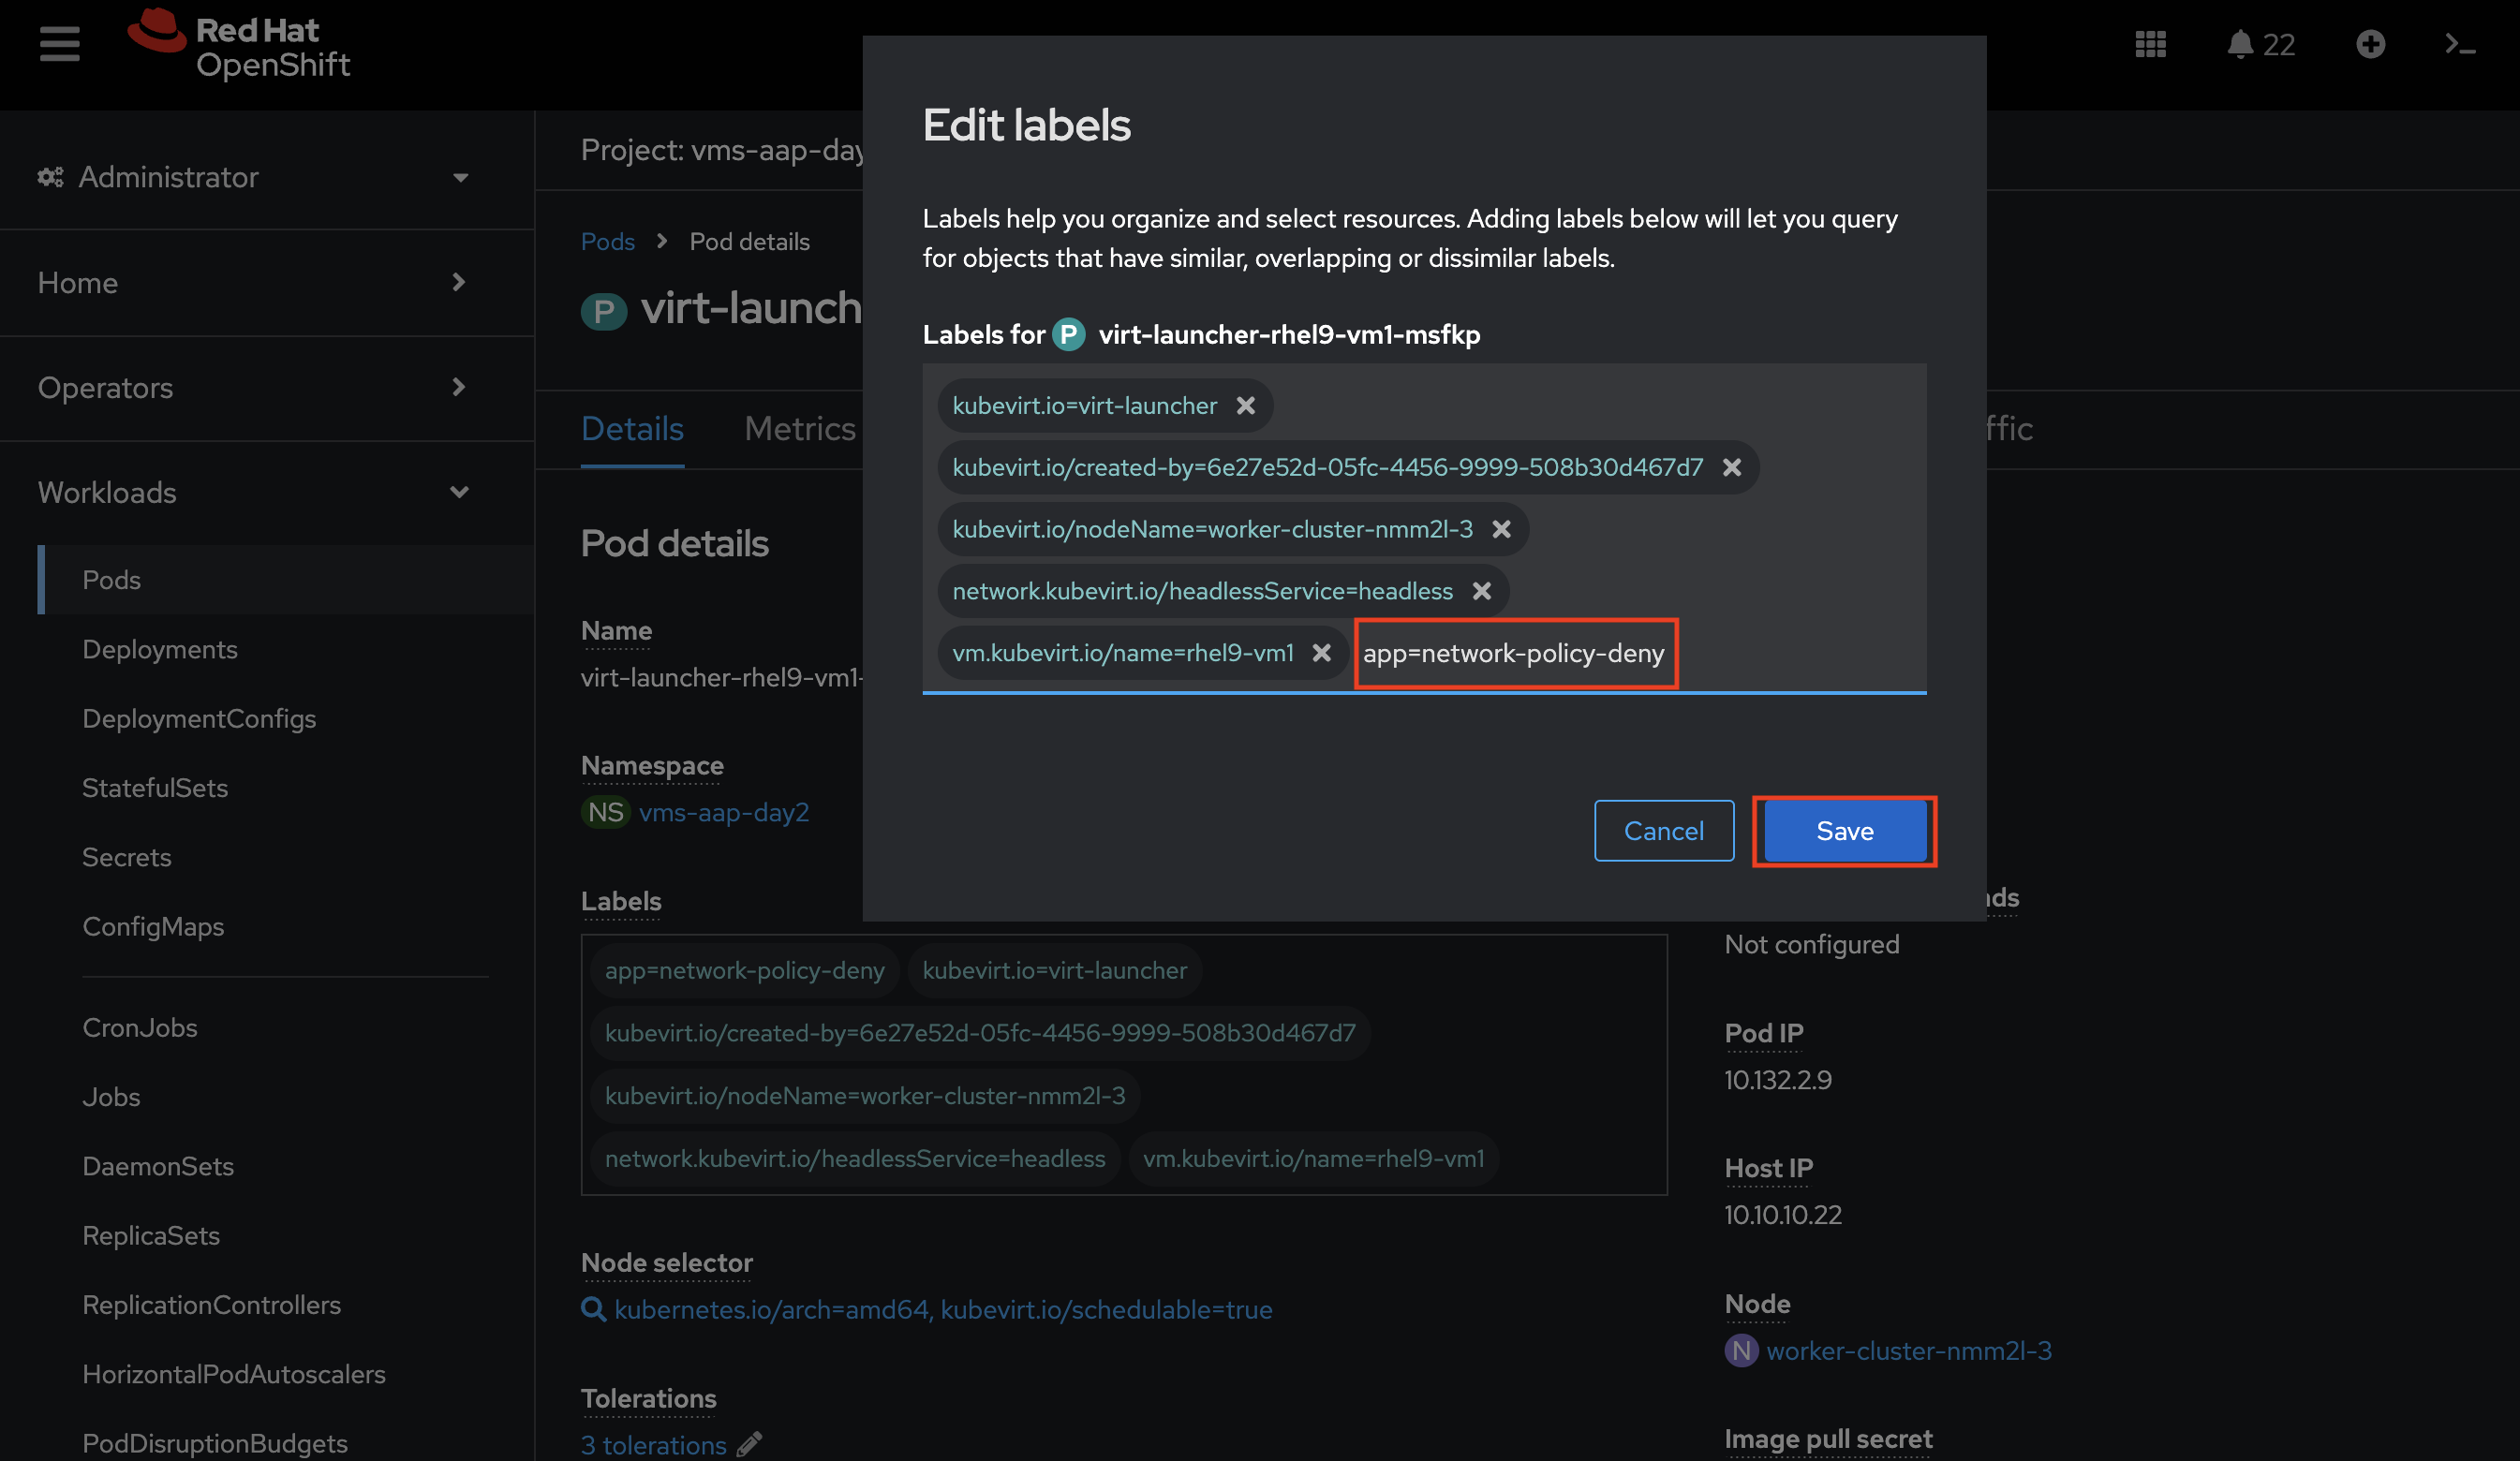 Red Hat
OpenShift
22
Administrator
Home
Operators
Workloads
Pods
Deployments
DeploymentConfigs
StatefulSets
Secrets
ConfigMaps
CronJobs
Jobs
DaemonSets
ReplicaSets
ReplicationControllers
HorizontalPodAutoscalers
PodDisruptionBudgets
Project: vms-aap-day
Pods > Pod details
P virt-launch
Details Metrics ffic
Pod details
Name
virt-launcher-rhel9-vm1-
Namespace
NS vms-aap-day2
Labels
app=network-policy-deny kubevirt.io=virt-launcher
kubevirt.io/created-by=6e27e52d-05fc-4456-9999-508b30d467d7
kubevirt.io/nodeName=worker-cluster-nmm2l-3
network.kubevirt.io/headlessService=headless vm.kubevirt.io/name=rhel9-vm1
Node selector
kubernetes.io/arch=amd64, kubevirt.io/schedulable=true
Tolerations
3 tolerations
Edit labels
Labels help you organize and select resources. Adding labels below will let you query
for objects that have similar, overlapping or dissimilar labels.
Labels for P virt-launcher-rhel9-vm1-msfkp
kubevirt.io=virt-launcher
kubevirt.io/created-by=6e27e52d-05fc-4456-9999-508b30d467d7
kubevirt.io/nodeName=worker-cluster-nmm2l-3
network.kubevirt.io/headlessService=headless
vm.kubevirt.io/name=rhel9-vm1 app=network-policy-deny
Cancel Save
ds
Not configured
Pod IP
10.132.2.9
Host IP
10.10.10.22
Node
N worker-cluster-nmm2l-3
Image pull secret